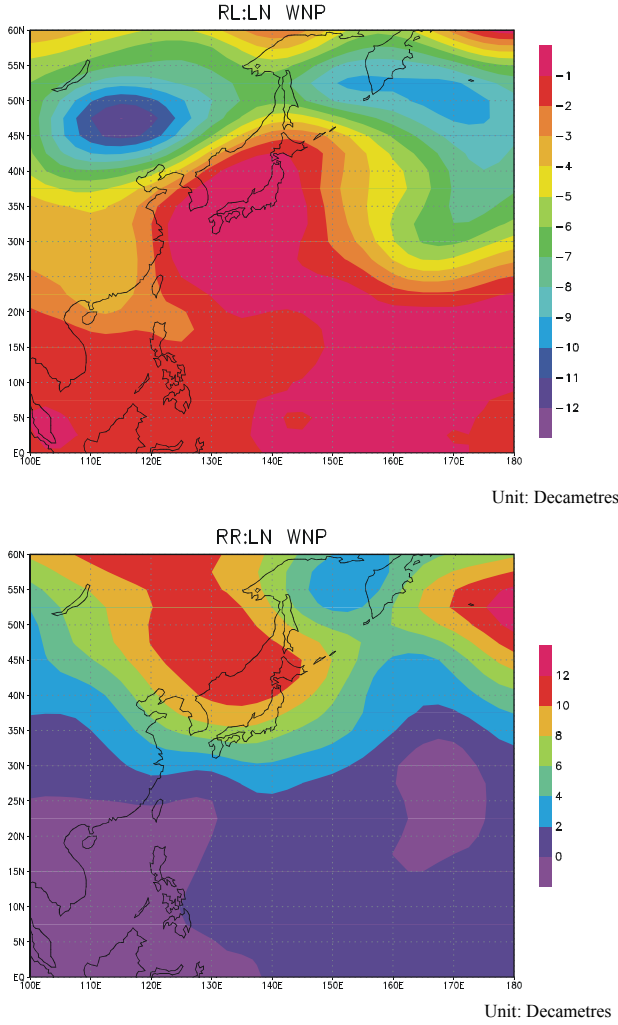 RL:LN WNP
60N
55N
50N
45N
40N
35N
30N
25N
20N
15N
10N
5N
EQ
100E 110E 120E 130E 140E 150E 160E 170E 180
−1
−2
−3
−4
−5
−6
−7
−8
−9
−10
−11
−12
Unit: Decametres
RR:LN WNP
60N
55N
50N
45N
40N
35N
30N
25N
20N
15N
10N
5N
EQ
100E 110E 120E 130E 140E 150E 160E 170E 180
12
10
8
6
4
2
0
Unit: Decametres